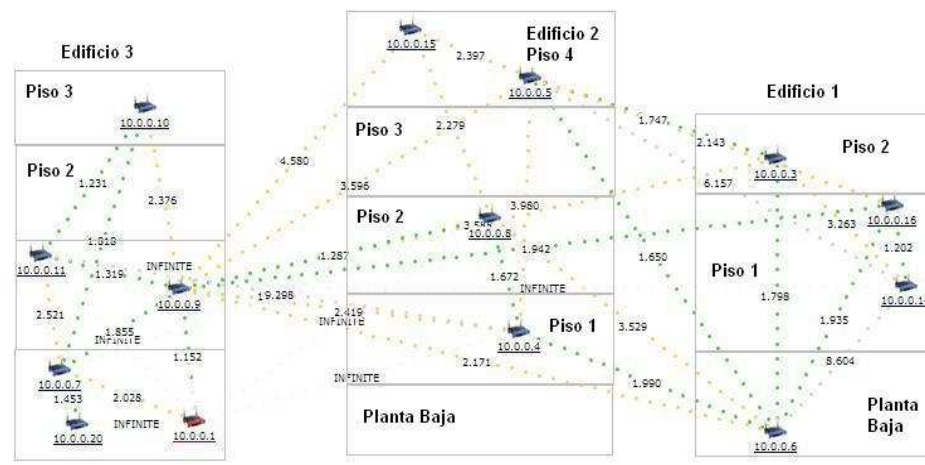 Edificio 3
Piso 3
10.0.0.10
Piso 2
1.231
2.376
1.319
INFINITE
10.0.0.11
10.0.0.9
2.521
1.855
1.152
10.0.0.7
1.453
2.028
INFINITE
10.0.0.20
10.0.0.1
4.580
3.596
1.287
19.298
2.419
INFINITE
INFINITE
2.171
10.0.0.15
2.397
Edificio 2
Piso 4
10.0.0.5
Piso 3
2.279
Piso 2
3.980
10.0.0.8
1.942
1.672
INFINITE
Piso 1
10.0.0.4
Planta Baja
1.747
2.143
6.157
1.650
3.529
1.990
Edificio 1
Piso 2
10.0.0.3
3.263
10.0.0.16
1.202
Piso 1
1.798
1.935
8.604
Planta
Baja
10.0.0.6